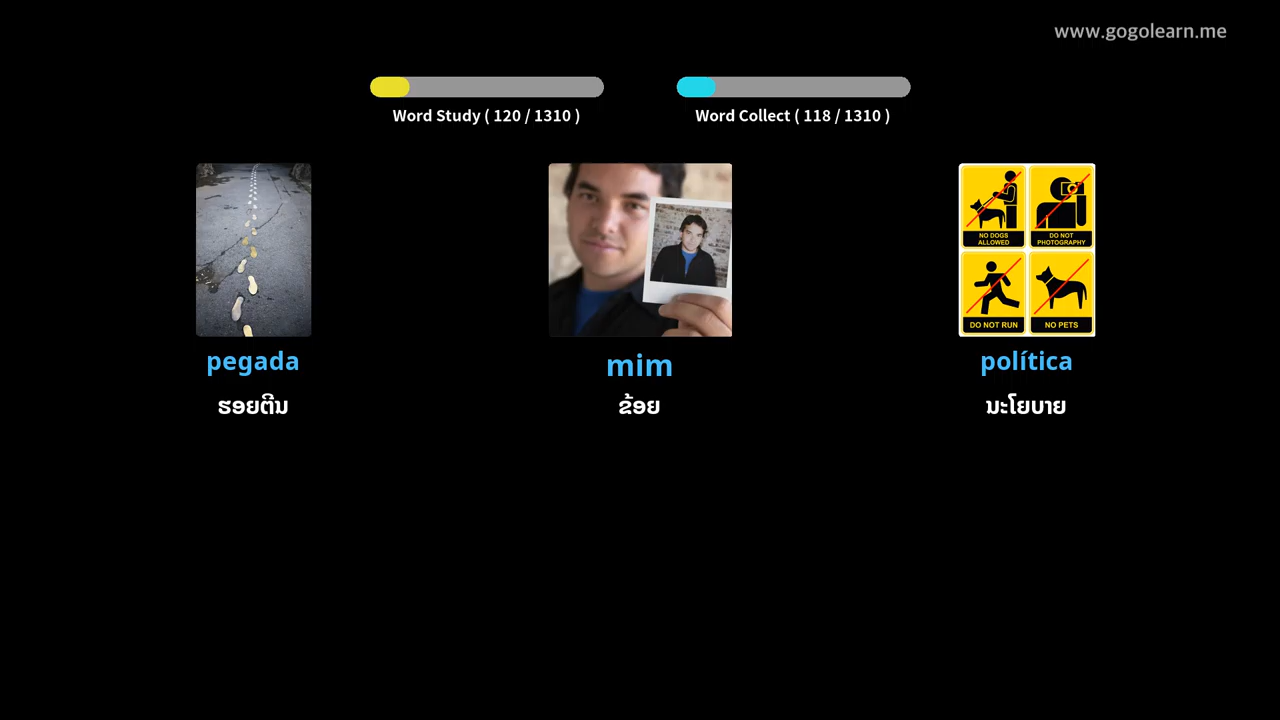 www.gogolearn.me
Word Study ( 120 / 1310 )
Word Collect ( 118 / 1310 )
NO DOGS
ALLOWED
DO NOT
PHOTOGRAPHY
DO NOT RUN
NO PETS
pegada
mim
política
ຮອຍຕີນ
ຂ້ອຍ
ນະໂຍບາຍ